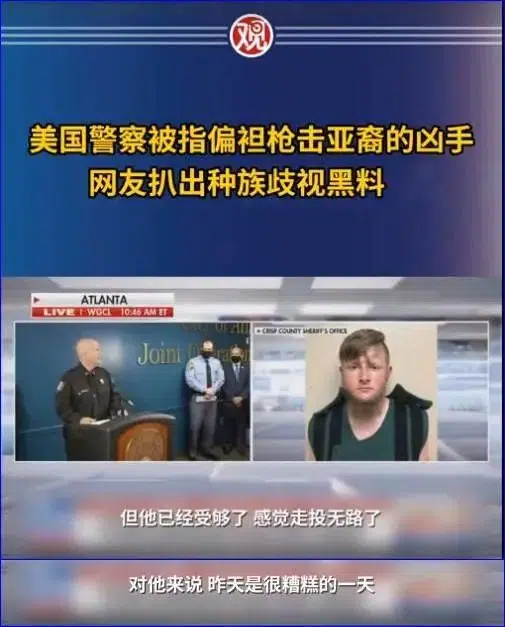 观
美国警察被指偏袒枪击亚裔的凶手
网友扒出种族歧视黑料
ATLANTA
LIVE WGCL 10:46 AM ET
CRISP COUNTY SHERIFF'S OFFICE
Joint
但他已经受够了 感觉走投无路了
对他来说 昨天是很糟糕的一天